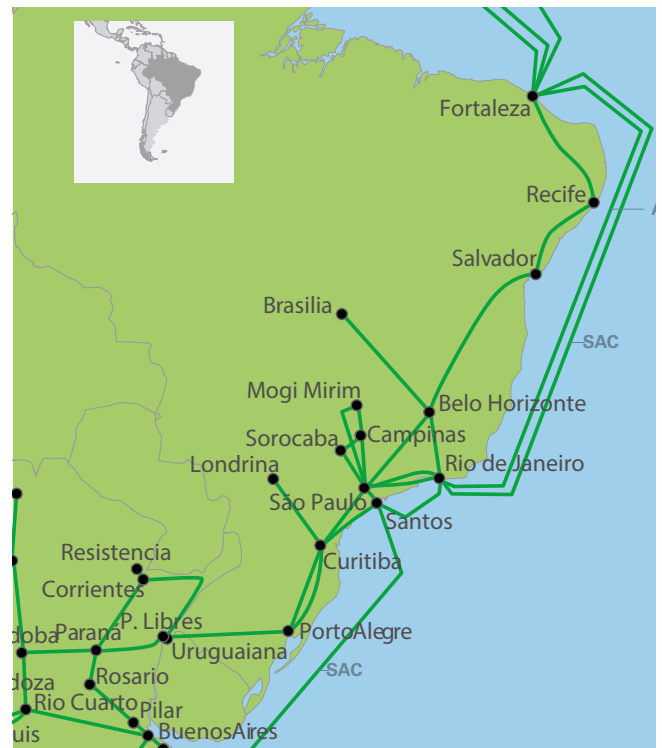 Fortaleza
Recife
Salvador
Brasilia
SAC
Mogi Mirim
Belo Horizonte
Campinas
Sorocaba
Londrina
Rio de Janeiro
São Paulo
Santos
Resistencia
Curitiba
Corrientes
P. Libres
Paraná
PortoAlegre
Uruguaiana
SAC
Rosario
Rio Cuarto
Pilar
BuenosAires